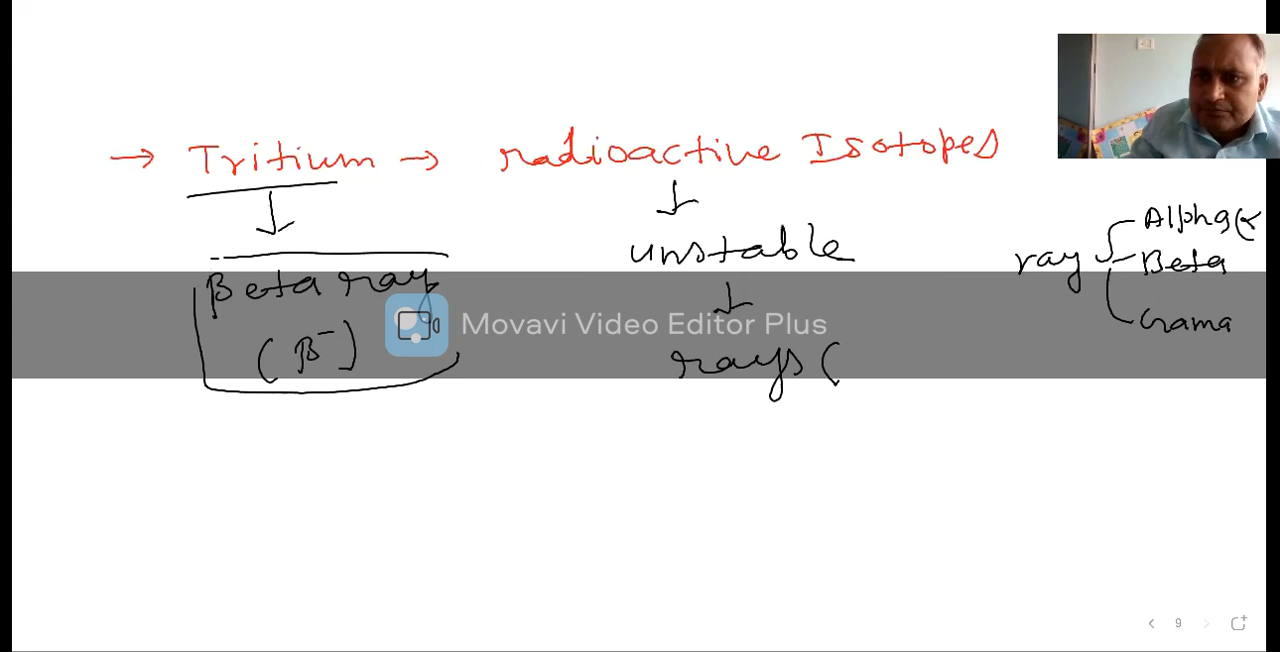 → Tritium → radioactive Isotopes
↓ ↓
unstable
ray Alpha (α
Beta
Gama
Beta ray
(β⁻)
↓
rays (
Movavi Video Editor Plus
9